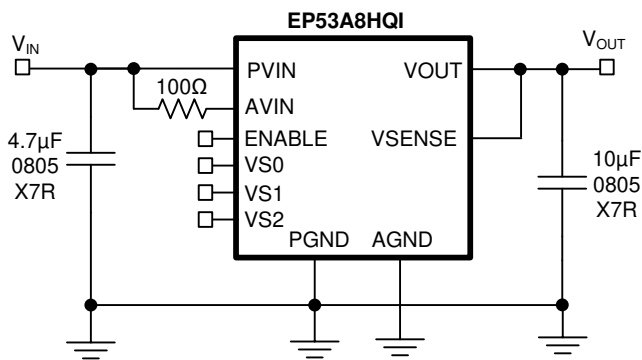 EP53A8HQI
VIN
VOUT
PVIN
VOUT
100Ω
AVIN
4.7µF
0805
X7R
ENABLE
VSENSE
VS0
VS1
VS2
10µF
0805
X7R
PGND
AGND